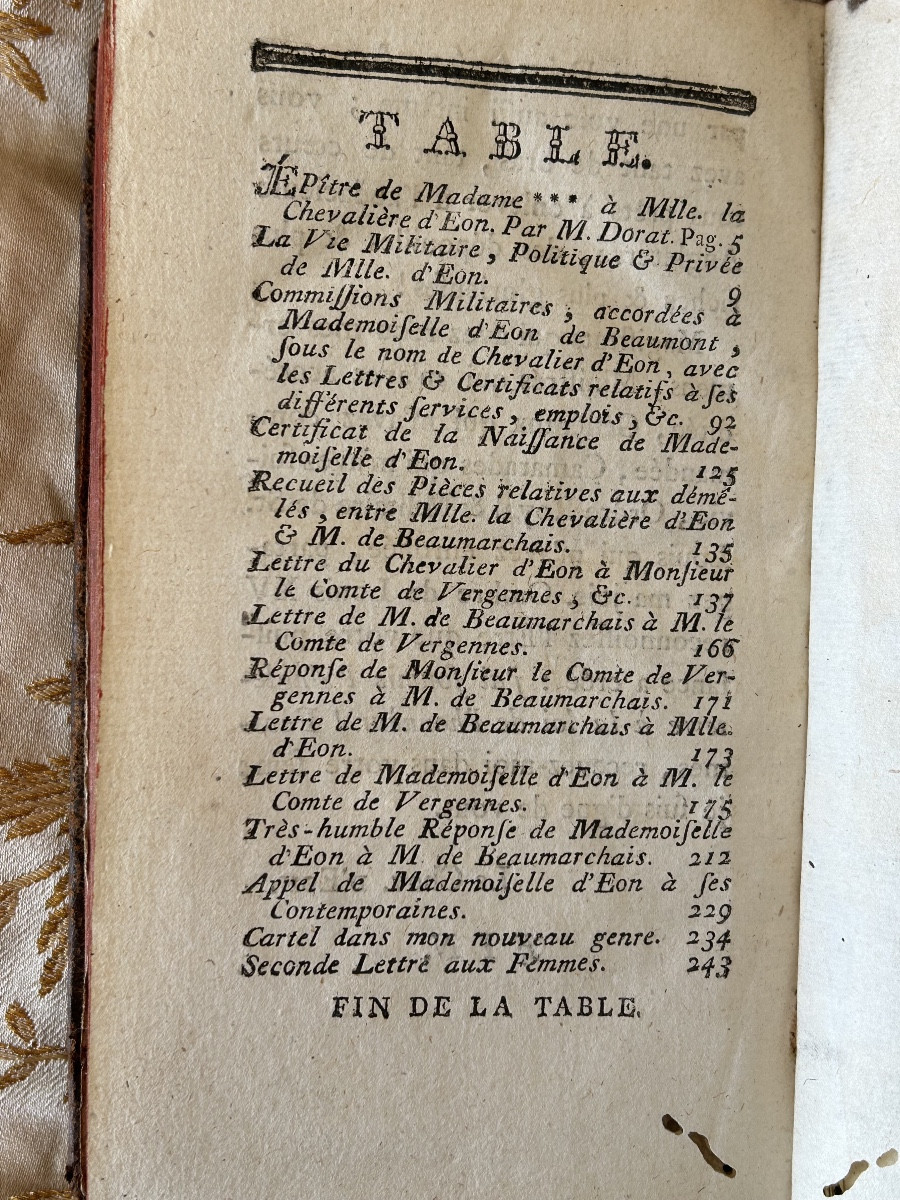 TABLE.
ÉPître de Madame *** à Mlle. la
Chevalière d'Eon. Par M. Dorat. Pag. 5
La Vie Militaire, Politique & Privée
de Mlle. d'Eon. 9
Commiſſions Militaires, accordées à
Mademoiſelle d'Eon de Beaumont,
ſous le nom de Chevalier d'Eon, avec
les Lettres & Certificats relatifs à ſes
différents ſervices, emplois, &c. 92
Certificat de la Naiſſance de Made-
moiſelle d'Eon. 125
Recueil des Pièces relatives aux démê-
lés, entre Mlle. la Chevalière d'Eon
& M. de Beaumarchais. 135
Lettre du Chevalier d'Eon à Monſieur
le Comte de Vergennes, &c. 137
Lettre de M. de Beaumarchais à M. le
Comte de Vergennes. 166
Réponſe de Monſieur le Comte de Ver-
gennes à M. de Beaumarchais. 171
Lettre de M. de Beaumarchais à Mlle.
d'Eon. 173
Lettre de Mademoiſelle d'Eon à M. le
Comte de Vergennes. 175
Très-humble Réponſe de Mademoiſelle
d'Eon à M de Beaumarchais. 212
Appel de Mademoiſelle d'Eon à ſes
Contemporaines. 229
Cartel dans mon nouveau genre. 234
Seconde Lettre aux Femmes. 243
FIN DE LA TABLE.